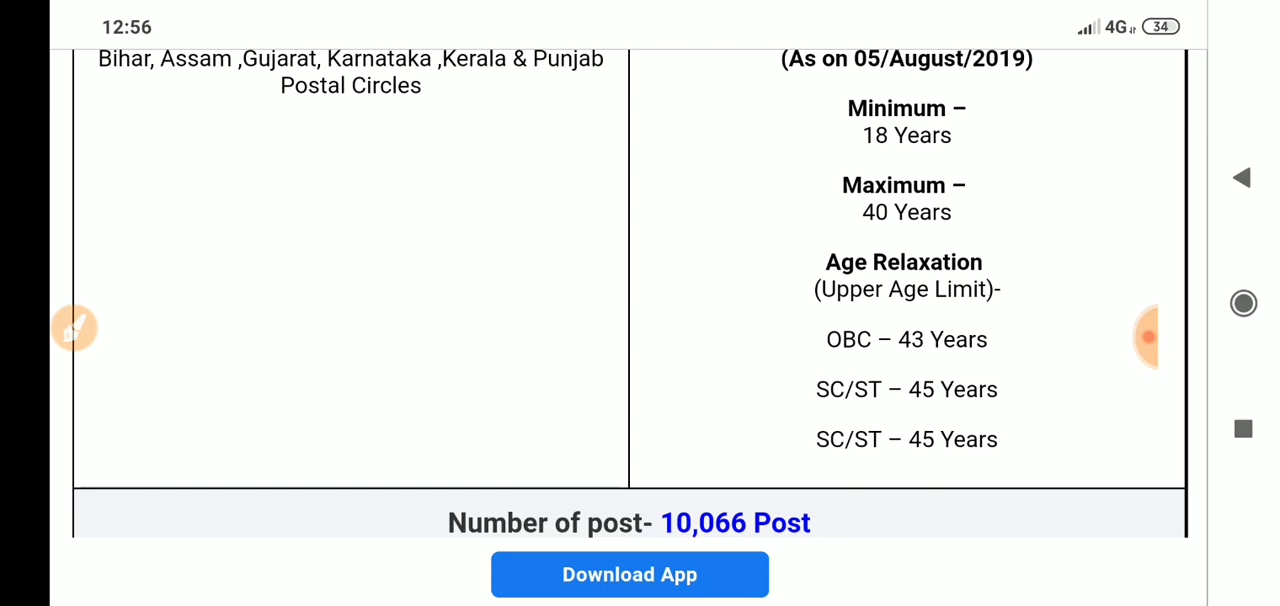 12:56
4G
34
Bihar, Assam ,Gujarat, Karnataka ,Kerala & Punjab
Postal Circles
(As on 05/August/2019)
Minimum –
18 Years
Maximum –
40 Years
Age Relaxation
(Upper Age Limit)-
OBC – 43 Years
SC/ST – 45 Years
SC/ST – 45 Years
Number of post- 10,066 Post
Download App